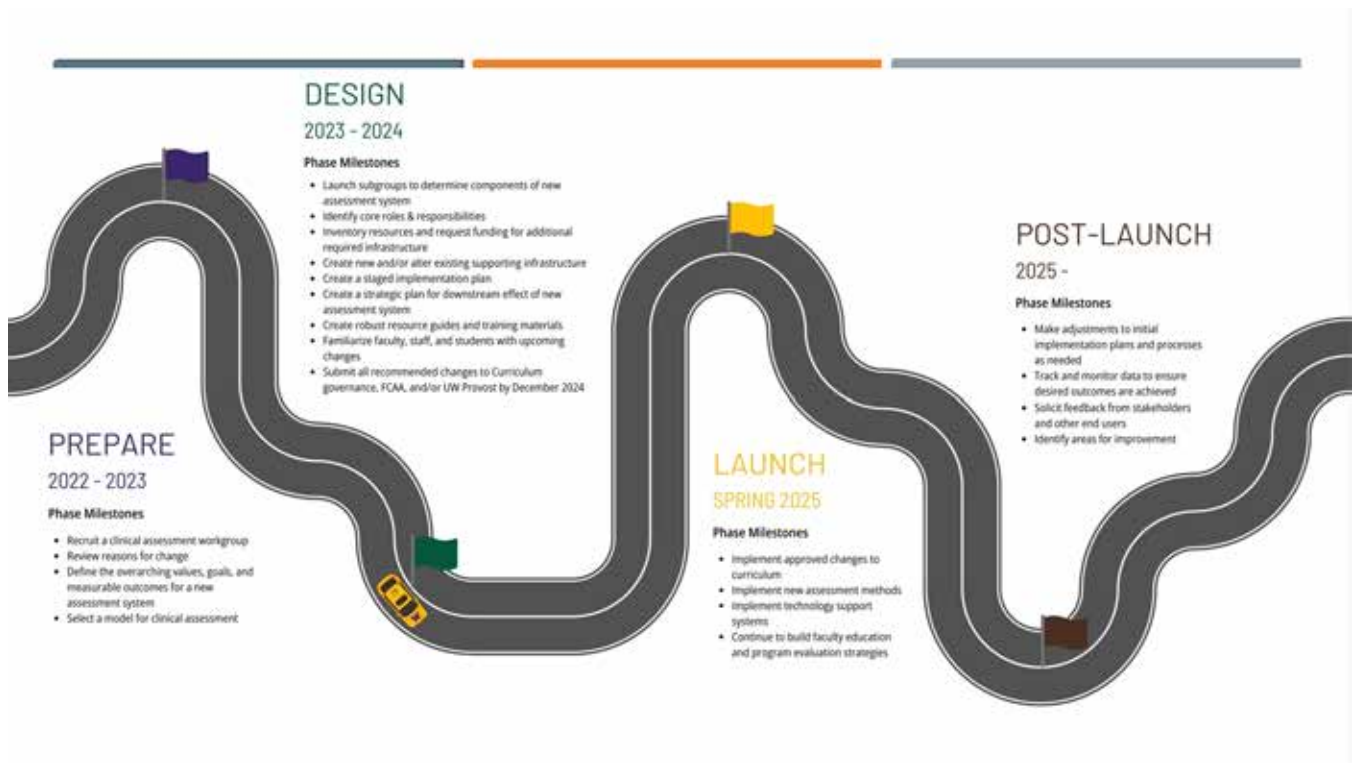 DESIGN
2023 - 2024
Phase Milestones
• Launch subgroups to determine components of new
assessment system
• Identify core roles & responsibilities
• Inventory resources and request funding for additional
required infrastructure
• Create new and/or alter existing supporting infrastructure
• Create a staged implementation plan
• Create a strategic plan for downstream effect of new
assessment system
• Create robust resource guides and training materials
• Familiarize faculty, staff, and students with upcoming
changes
• Submit all recommended changes to Curriculum
governance, FCAA, and/or UW Provost by December 2024
PREPARE
2022 - 2023
Phase Milestones
• Recruit a clinical assessment workgroup
• Review reasons for change
• Define the overarching values, goals, and
measurable outcomes for a new
assessment system
• Select a model for clinical assessment
LAUNCH
SPRING 2025
Phase Milestones
• Implement approved changes to
curriculum
• Implement new assessment methods
• Implement technology support
systems
• Continue to build faculty education
and program evaluation strategies
POST-LAUNCH
2025 -
Phase Milestones
• Make adjustments to initial
implementation plans and processes
as needed
• Track and monitor data to ensure
desired outcomes are achieved
• Solicit feedback from stakeholders
and other end users
• Identify areas for improvement